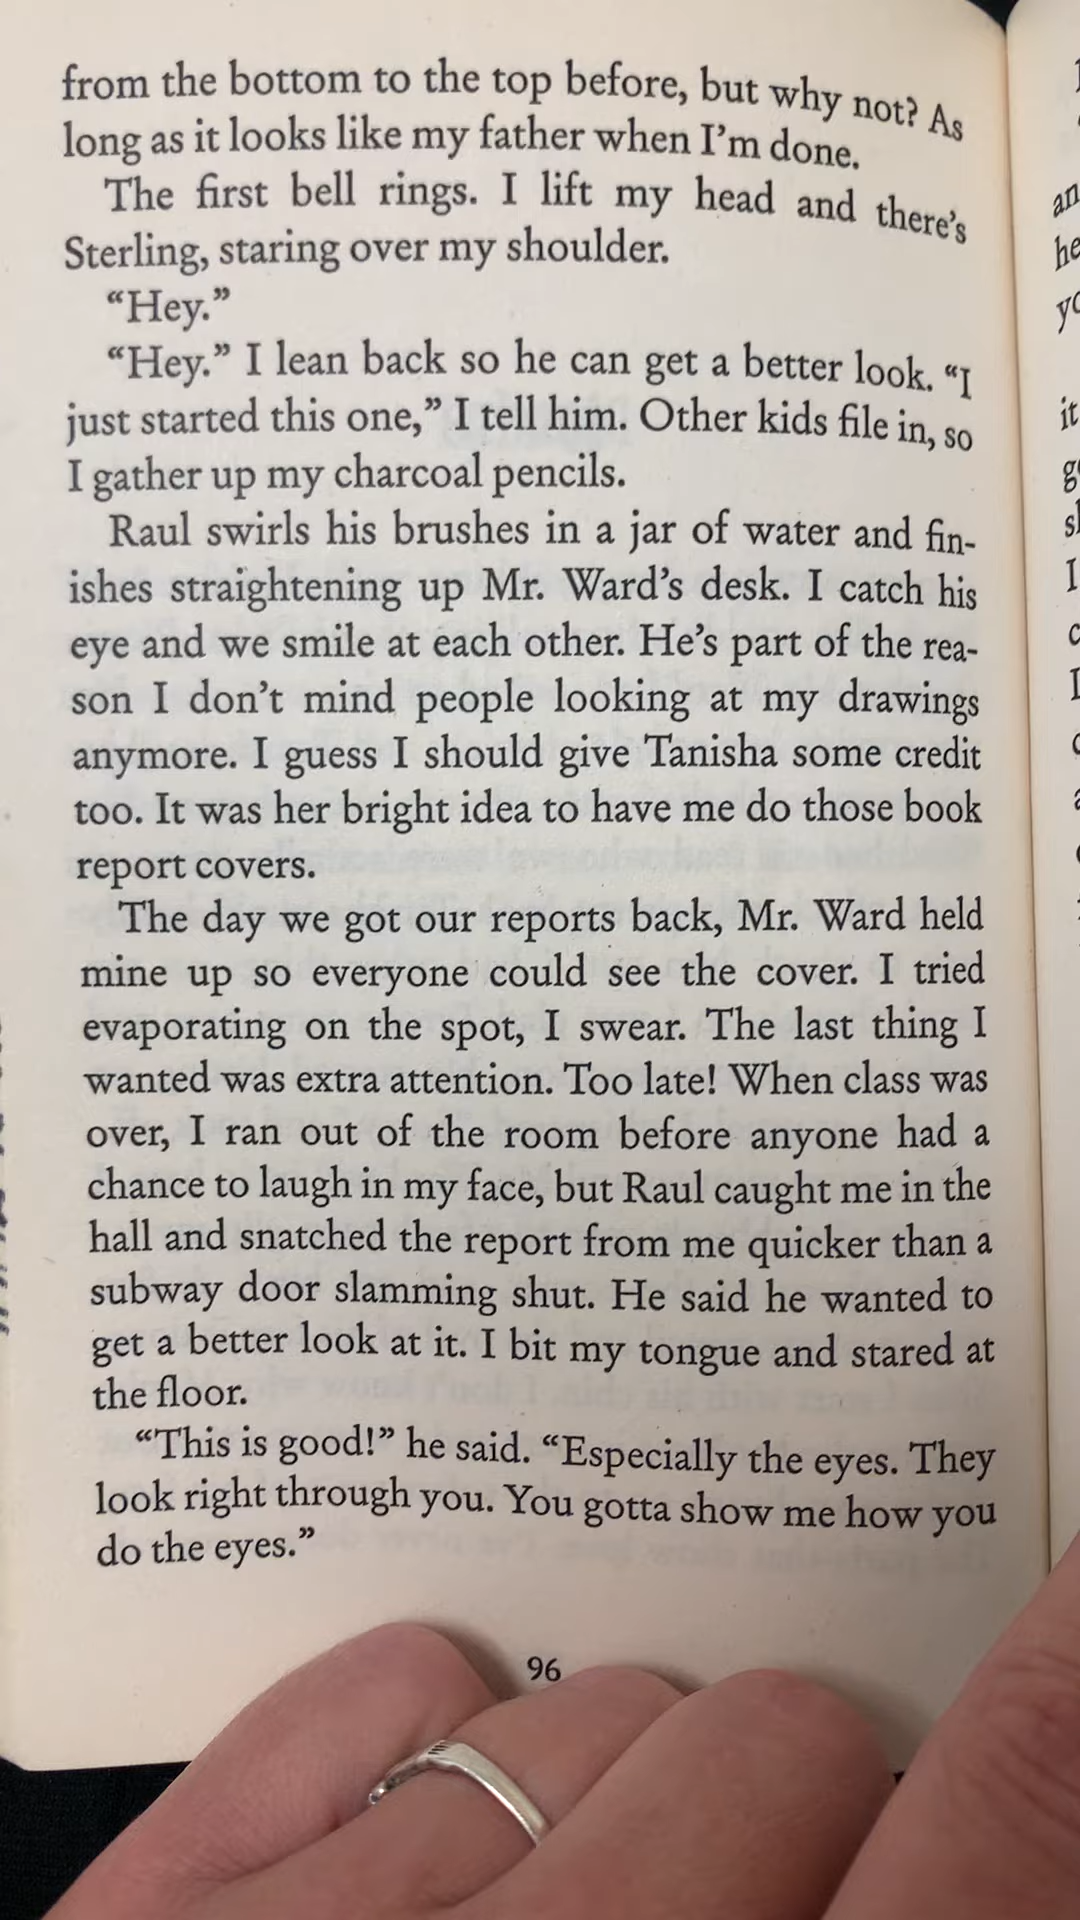 from the bottom to the top before, but why not? As
long as it looks like my father when I'm done.
The first bell rings. I lift my head and there's
Sterling, staring over my shoulder.
“Hey.”
“Hey.” I lean back so he can get a better look. “I
just started this one,” I tell him. Other kids file in, so
I gather up my charcoal pencils.
Raul swirls his brushes in a jar of water and fin-
ishes straightening up Mr. Ward's desk. I catch his
eye and we smile at each other. He's part of the rea-
son I don't mind people looking at my drawings
anymore. I guess I should give Tanisha some credit
too. It was her bright idea to have me do those book
report covers.
The day we got our reports back, Mr. Ward held
mine up so everyone could see the cover. I tried
evaporating on the spot, I swear. The last thing I
wanted was extra attention. Too late! When class was
over, I ran out of the room before anyone had a
chance to laugh in my face, but Raul caught me in the
hall and snatched the report from me quicker than a
subway door slamming shut. He said he wanted to
get a better look at it. I bit my tongue and stared at
the floor.
“This is good!” he said. “Especially the eyes. They
look right through you. You gotta show me how you
do the eyes.”
96